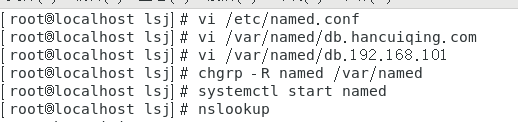 [root@localhost lsj]# vi /etc/named.conf
[root@localhost lsj]# vi /var/named/db.hancuiqing.com
[root@localhost lsj]# vi /var/named/db.192.168.101
[root@localhost lsj]# chgrp -R named /var/named
[root@localhost lsj]# systemctl start named
[root@localhost lsj]# nslookup